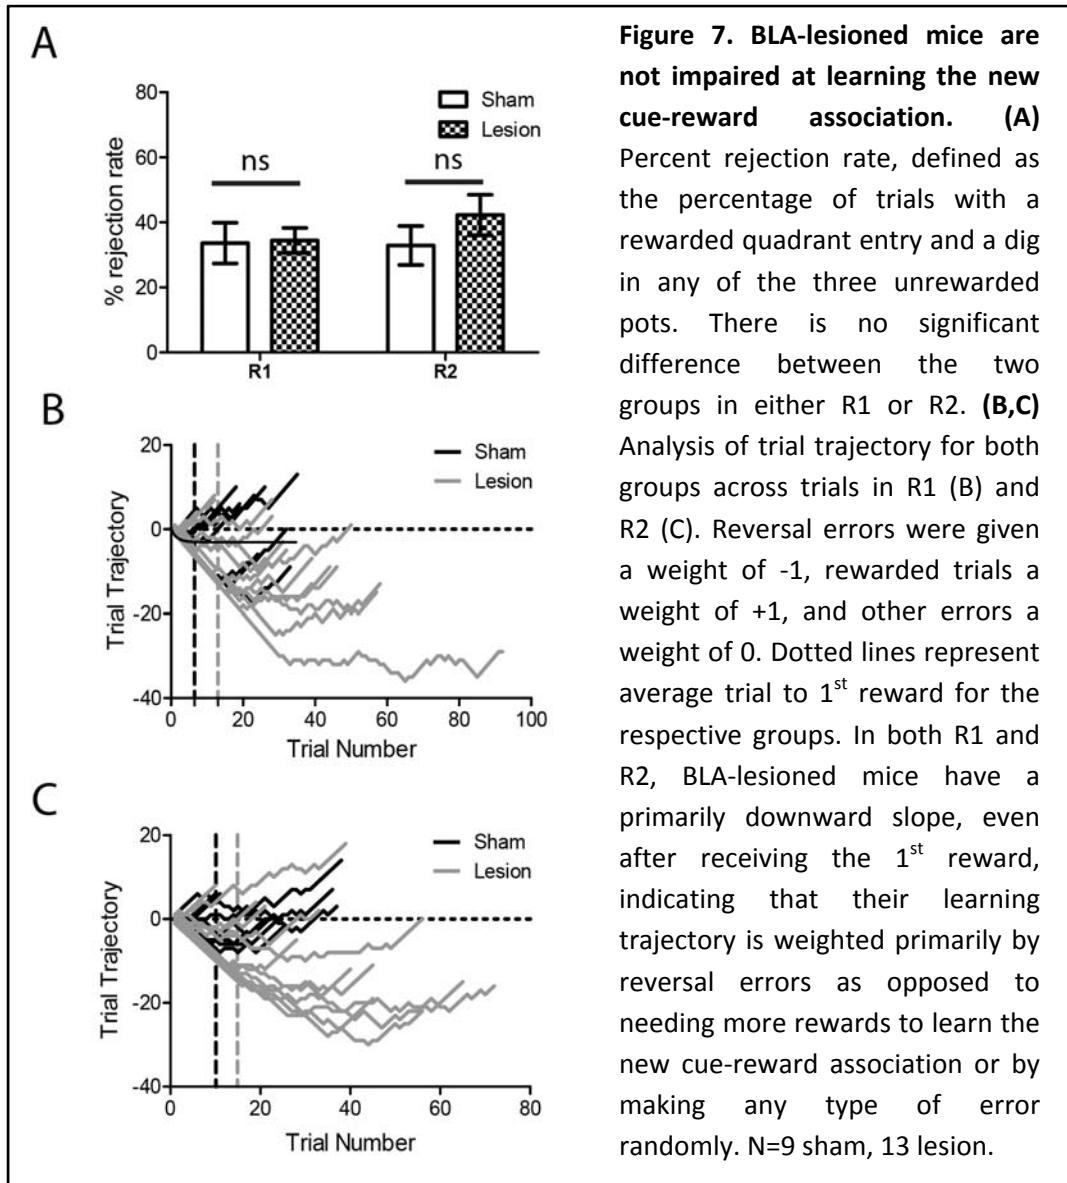 A
80
60
40
20
0
% rejection rate
Sham
Lesion
ns
ns
R1
R2
B
20
0
-20
-40
Trial Trajectory
Sham
Lesion
0
20
40
60
80
100
Trial Number
C
20
0
-20
-40
Trial Trajectory
Sham
Lesion
0
20
40
60
80
Trial Number
Figure 7. BLA-lesioned mice are
not impaired at learning the new
cue-reward association. (A)
Percent rejection rate, defined as
the percentage of trials with a
rewarded quadrant entry and a dig
in any of the three unrewarded
pots. There is no significant
difference between the two
groups in either R1 or R2. (B,C)
Analysis of trial trajectory for both
groups across trials in R1 (B) and
R2 (C). Reversal errors were given
a weight of -1, rewarded trials a
weight of +1, and other errors a
weight of 0. Dotted lines represent
average trial to 1st reward for the
respective groups. In both R1 and
R2, BLA-lesioned mice have a
primarily downward slope, even
after receiving the 1st reward,
indicating that their learning
trajectory is weighted primarily by
reversal errors as opposed to
needing more rewards to learn the
new cue-reward association or by
making any type of error
randomly. N=9 sham, 13 lesion.